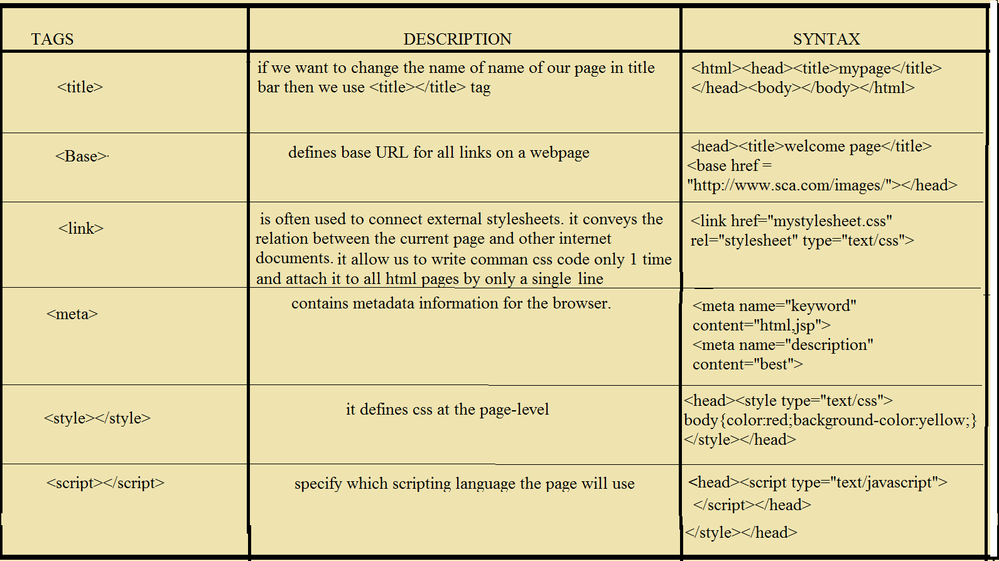 TAGS DESCRIPTION SYNTAX
<title>
if we want to change the name of name of our page in title
bar then we use <title></title> tag
<html><head><title>mypage</title>
</head><body></body></html>
<Base>
defines base URL for all links on a webpage
<head><title>welcome page</title>
<base href =
"http://www.sca.com/images/"></head>
<link>
is often used to connect external stylesheets. it conveys the
relation between the current page and other internet
documents. it allow us to write comman css code only 1 time
and attach it to all html pages by only a single line
<link href="mystylesheet.css"
rel="stylesheet" type="text/css">
<meta>
contains metadata information for the browser.
<meta name="keyword"
content="html,jsp">
<meta name="description"
content="best">
<style></style>
it defines css at the page-level
<head><style type="text/css">
body{color:red;background-color:yellow;}
</style></head>
<script></script>
specify which scripting language the page will use
<head><script type="text/javascript">
</script></head>
</style></head>